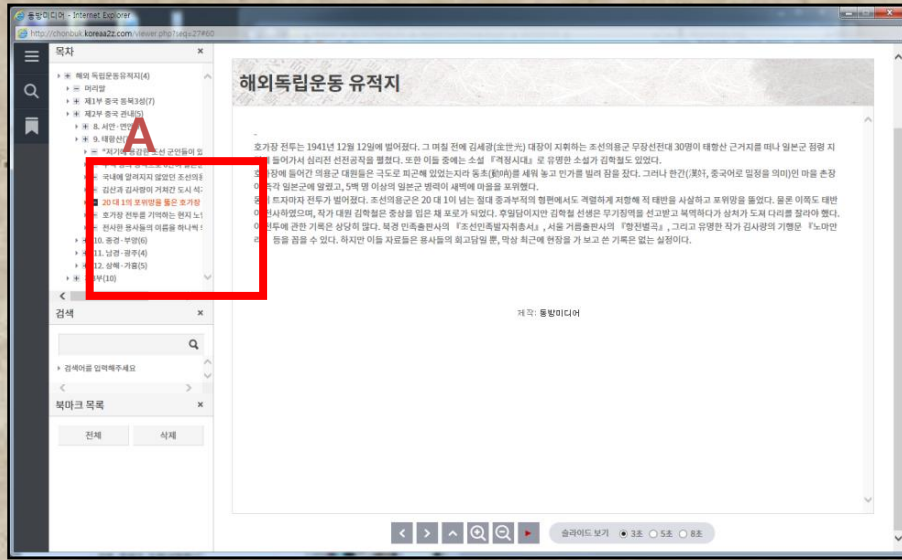 동방미디어 - Internet Explorer
http://chonbuk.koreaa2z.com/viewer.php?seq=27#60
목차 ×
해외 독립운동유적지(4)
머리말
제1부 중국 동북3성(7)
제2부 중국 관내(5)
8. 서안·연안
9. 태항산
"저기에 용감한 조선 군인들이 있
국내에 알려지지 않았던 조선의용
김산과 김사량이 거쳐간 도시 석
20 대 1의 포위망을 뚫은 호가장
호가장 전투를 기억하는 현지 노
전사한 용사들의 이름을 하나씩
10. 중경·부양(6)
11. 남경·광주(4)
12. 상해·가흥(5)
부(10)
A
검색 ×
검색어를 입력해주세요
북마크 목록 ×
전체 삭제
해외독립운동 유적지
-
호가장 전투는 1941년 12월 12일에 벌어졌다. 그 며칠 전에 김세광(金世光) 대장이 지휘하는 조선의용군 무장선전대 30명이 태항산 근거지를 떠나 일본군 점령 지
들어가서 심리전 선전공작을 펼쳤다. 또한 이들 중에는 소설 『격정시대』로 유명한 소설가 김학철도 있었다.
호가장에 들어간 의용군 대원들은 극도로 피곤해 있었는지라 동초(動哨)를 세워 놓고 인가를 빌려 잠을 잤다. 그러나 한간(漢奸, 중국어로 밀정을 의미)인 마을 촌장
즉각 일본군에 알렸고, 5백 명 이상의 일본군 병력이 새벽에 마을을 포위했다.
트자마자 전투가 벌어졌다. 조선의용군은 20 대 1이 넘는 절대 중과부적의 형편에서도 격렬하게 저항해 적 태반을 사살하고 포위망을 뚫었다. 물론 이쪽도 태반
전사하였으며, 작가 대원 김학철은 중상을 입은 채 포로가 되었다. 후일담이지만 김학철 선생은 무기징역을 선고받고 복역하다가 상처가 도져 다리를 잘라야 했다.
전투에 관한 기록은 상당히 많다. 북경 민족출판사의 『조선민족발자취총서』, 서울 거름출판사의 『항전별곡』, 그리고 유명한 작가 김사량의 기행문 『노마만
등을 꼽을 수 있다. 하지만 이들 자료들은 용사들의 회고담일 뿐, 막상 최근에 현장을 가 보고 쓴 기록은 없는 실정이다.
제작: 동방미디어
슬라이드 보기 3초 5초 8초